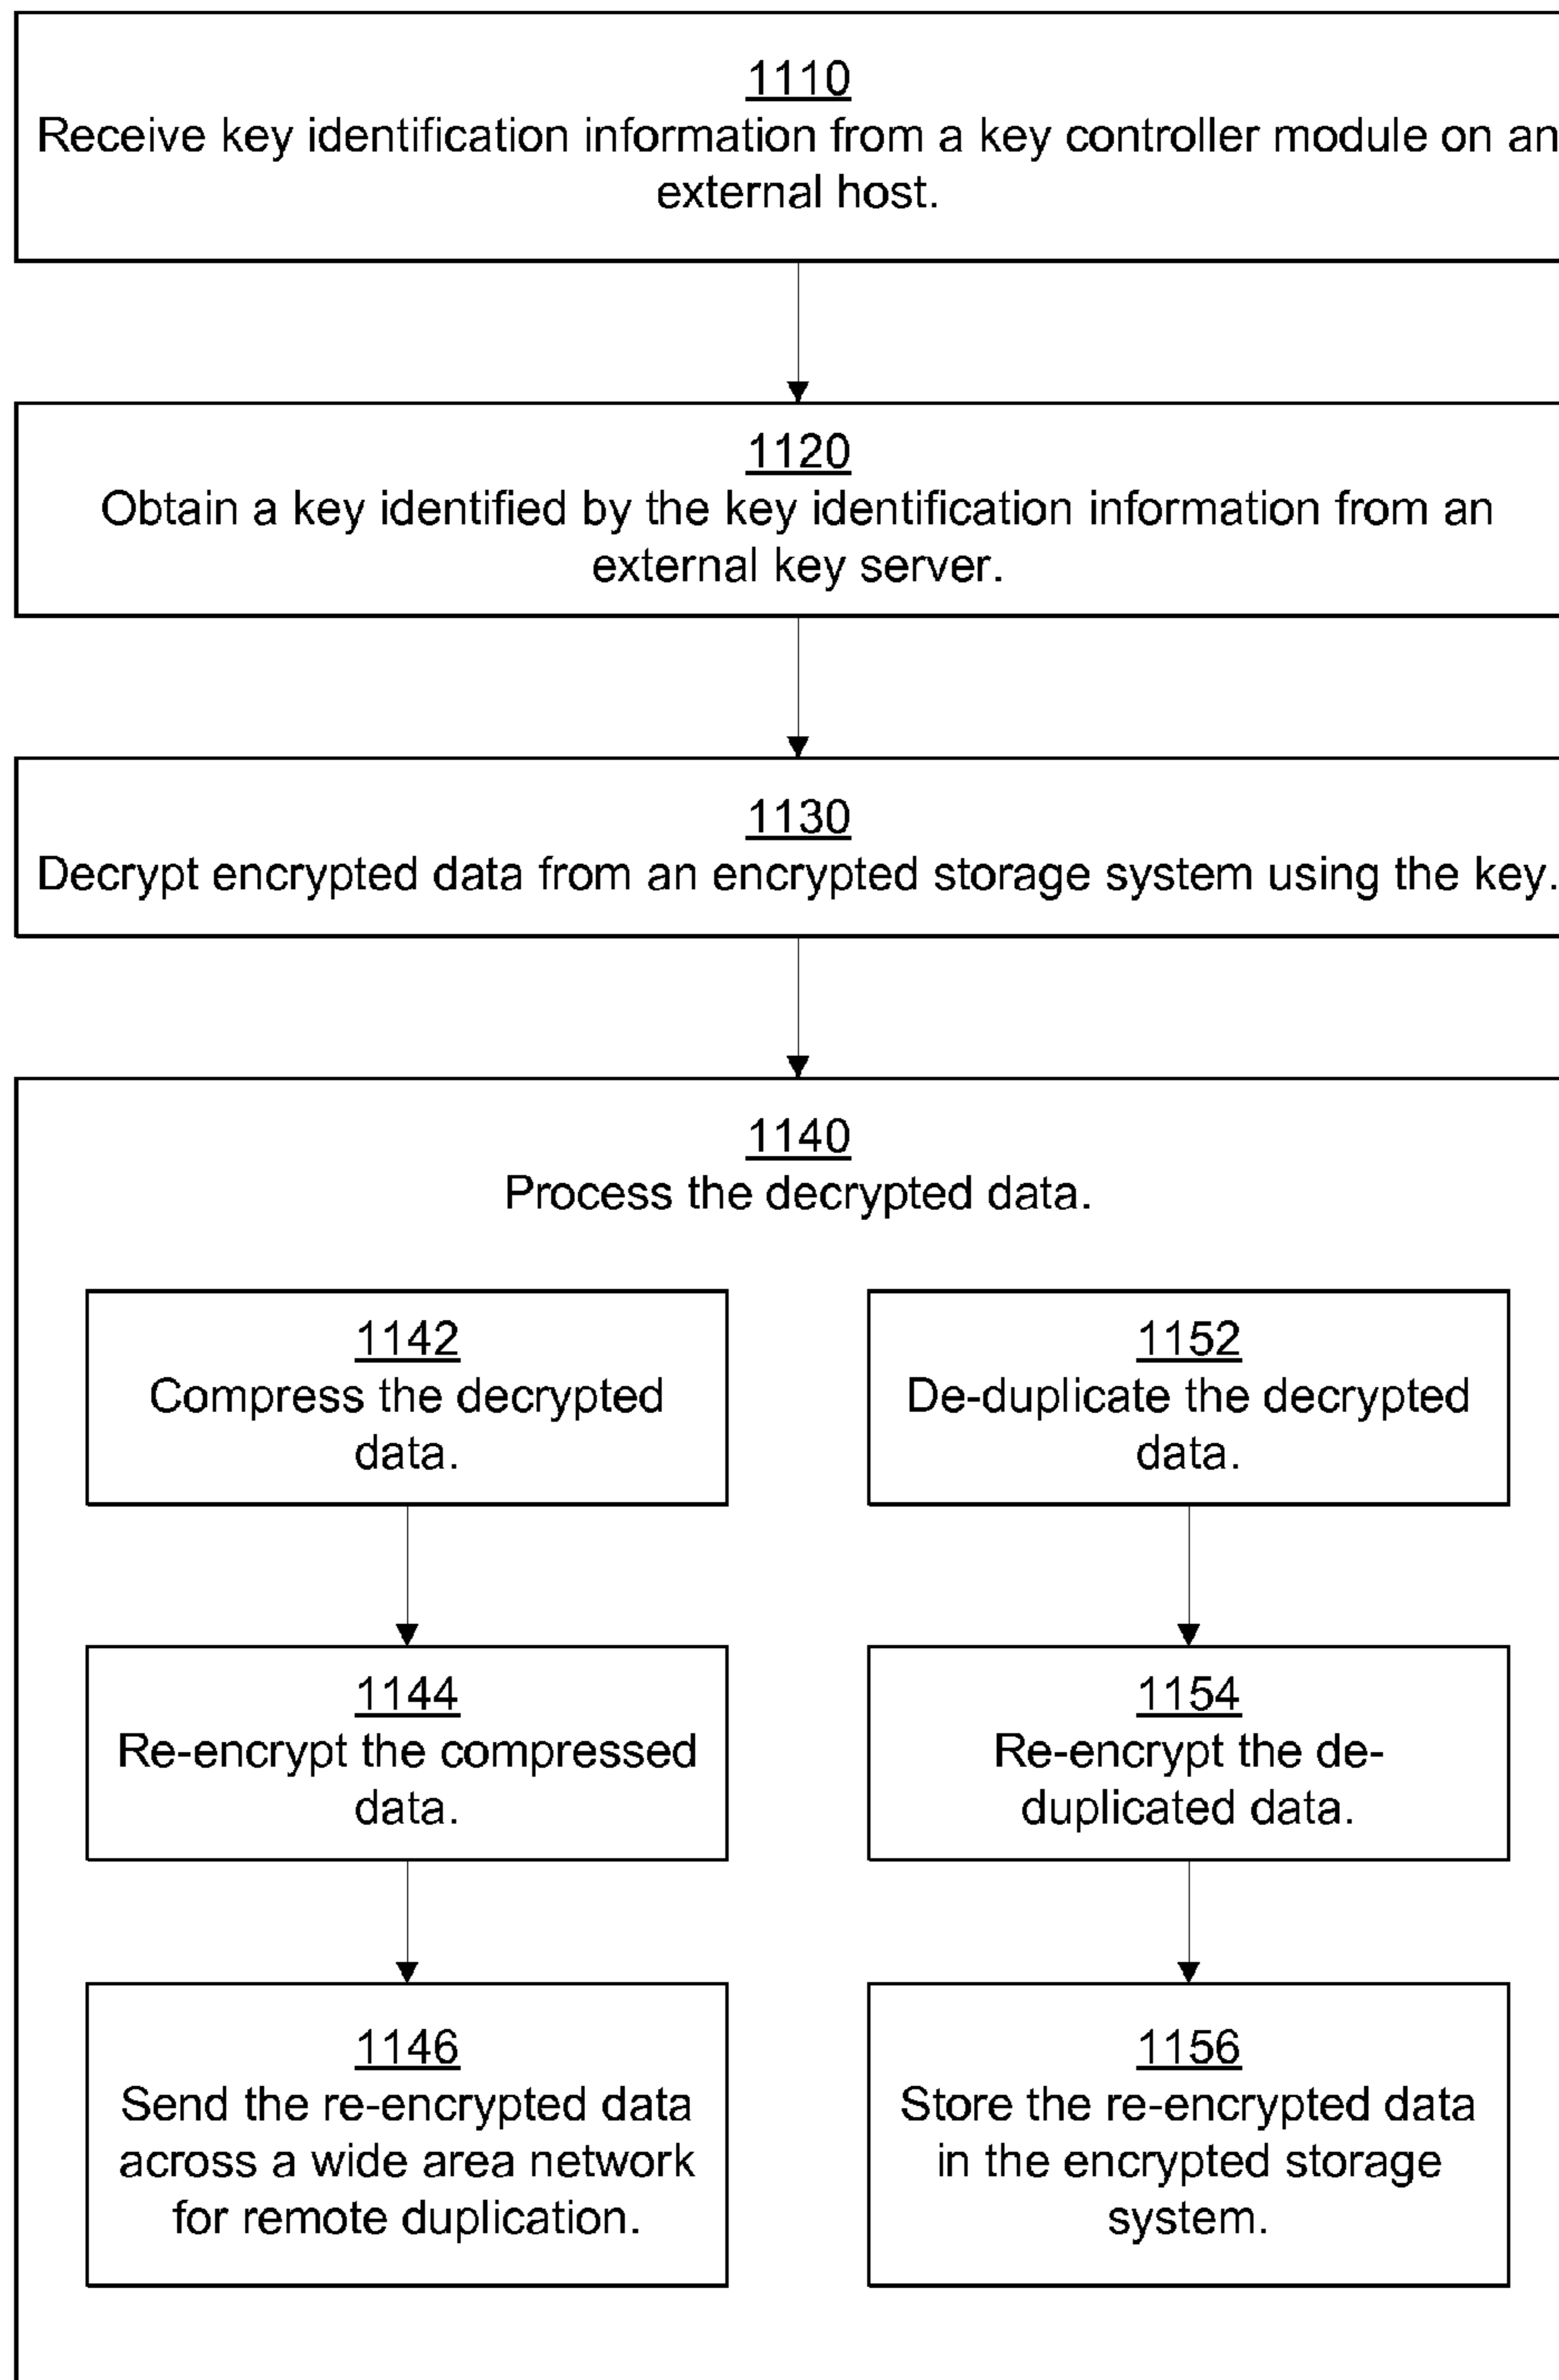 1110
Receive key identification information from a key controller module on an
external host.
1120
Obtain a key identified by the key identification information from an
external key server.
1130
Decrypt encrypted data from an encrypted storage system using the key.
1140
Process the decrypted data.
1142
Compress the decrypted
data.
1144
Re-encrypt the compressed
data.
1146
Send the re-encrypted data
across a wide area network
for remote duplication.
1152
De-duplicate the decrypted
data.
1154
Re-encrypt the de-
duplicated data.
1156
Store the re-encrypted data
in the encrypted storage
system.